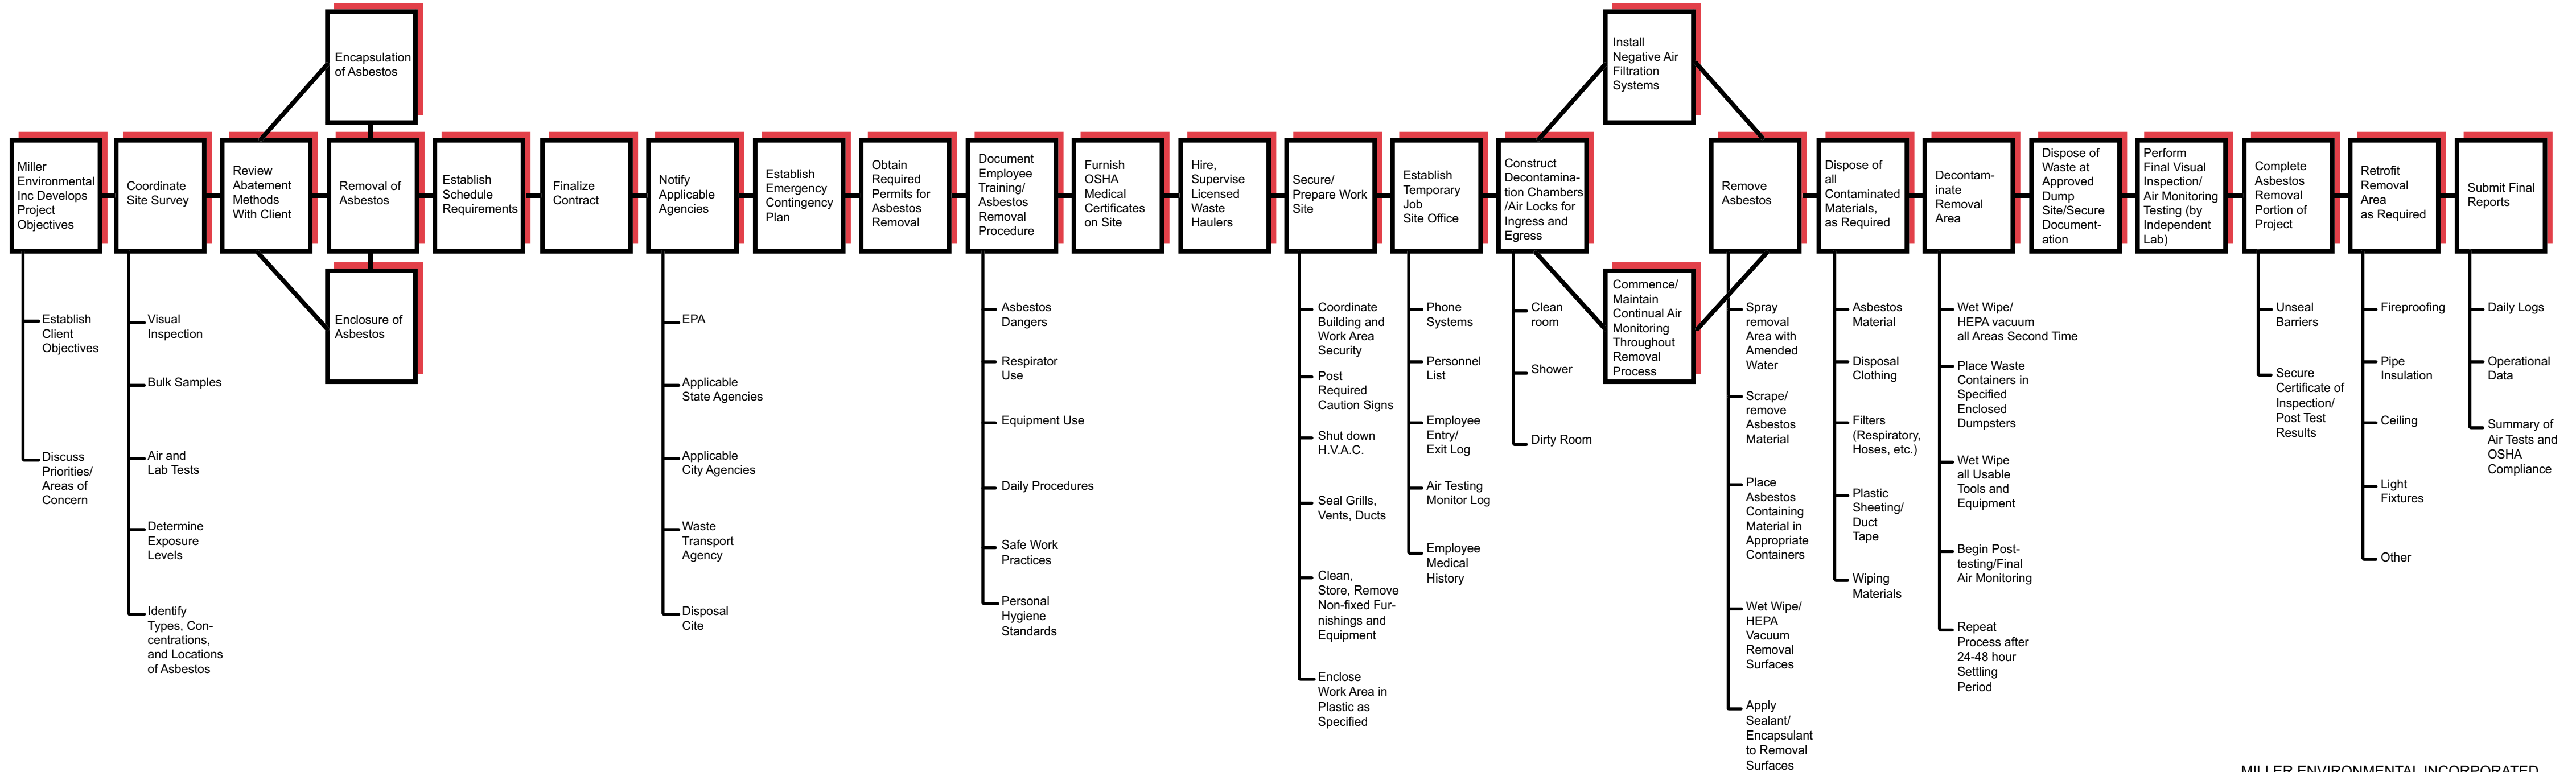 Encapsulation
of Asbestos
Install
Negative Air
Filtration
Systems
Miller
Environmental
Inc Develops
Project
Objectives
Coordinate
Site Survey
Review
Abatement
Methods
With Client
Removal of
Asbestos
Establish
Schedule
Requirements
Finalize
Contract
Notify
Applicable
Agencies
Establish
Emergency
Contingency
Plan
Obtain
Required
Permits for
Asbestos
Removal
Document
Employee
Training/
Asbestos
Removal
Procedure
Furnish
OSHA
Medical
Certificates
on Site
Hire,
Supervise
Licensed
Waste
Haulers
Secure/
Prepare Work
Site
Establish
Temporary
Job
Site Office
Construct
Decontamina-
tion Chambers
/Air Locks for
Ingress and
Egress
Remove
Asbestos
Dispose of
all
Contaminated
Materials,
as Required
Decontam-
inate
Removal
Area
Dispose of
Waste at
Approved
Dump
Site/Secure
Document-
ation
Perform
Final Visual
Inspection/
Air Monitoring
Testing (by
Independent
Lab)
Complete
Asbestos
Removal
Portion of
Project
Retrofit
Removal
Area
as Required
Submit Final
Reports
Enclosure of
Asbestos
Commence/
Maintain
Continual Air
Monitoring
Throughout
Removal
Process
Establish
Client
Objectives
Discuss
Priorities/
Areas of
Concern
Visual
Inspection
Bulk Samples
Air and
Lab Tests
Determine
Exposure
Levels
Identify
Types, Con-
centrations,
and Locations
of Asbestos
EPA
Applicable
State Agencies
Applicable
City Agencies
Waste
Transport
Agency
Disposal
Cite
Asbestos
Dangers
Respirator
Use
Equipment Use
Daily Procedures
Safe Work
Practices
Personal
Hygiene
Standards
Coordinate
Building and
Work Area
Security
Post
Required
Caution Signs
Shut down
H.V.A.C.
Seal Grills,
Vents, Ducts
Clean,
Store, Remove
Non-fixed Fur-
nishings and
Equipment
Enclose
Work Area in
Plastic as
Specified
Phone
Systems
Personnel
List
Employee
Entry/
Exit Log
Air Testing
Monitor Log
Employee
Medical
History
Clean
room
Shower
Dirty Room
Spray
removal
Area with
Amended
Water
Scrape/
remove
Asbestos
Material
Place
Asbestos
Containing
Material in
Appropriate
Containers
Wet Wipe/
HEPA
Vacuum
Removal
Surfaces
Apply
Sealant/
Encapsulant
to Removal
Surfaces
Asbestos
Material
Disposal
Clothing
Filters
(Respiratory,
Hoses, etc.)
Plastic
Sheeting/
Duct
Tape
Wiping
Materials
Wet Wipe/
HEPA vacuum
all Areas Second Time
Place Waste
Containers in
Specified
Enclosed
Dumpsters
Wet Wipe
all Usable
Tools and
Equipment
Begin Post-
testing/Final
Air Monitoring
Repeat
Process after
24-48 hour
Settling
Period
Unseal
Barriers
Secure
Certificate of
Inspection/
Post Test
Results
Fireproofing
Pipe
Insulation
Ceiling
Light
Fixtures
Other
Daily Logs
Operational
Data
Summary of
Air Tests and
OSHA
Compliance
MILLER ENVIRONMENTAL INCORPORATED